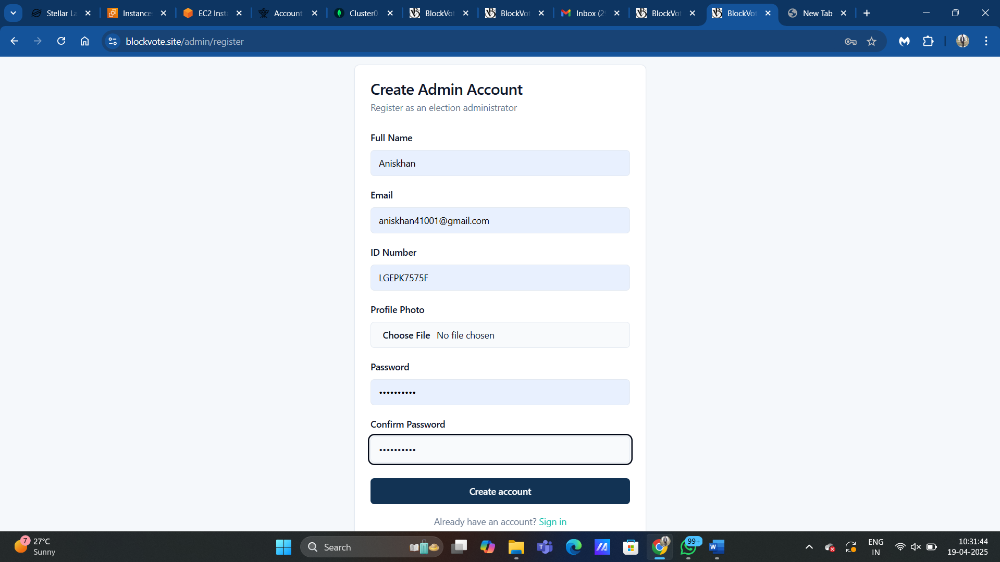 Stellar La
Instance
EC2 Inst
Account
Cluster0
BlockVot
BlockVot
Inbox (2
BlockVot
BlockVot
New Tab
blockvote.site/admin/register
Create Admin Account
Register as an election administrator
Full Name
Aniskhan
Email
aniskhan41001@gmail.com
ID Number
LGEPK7575F
Profile Photo
Choose File No file chosen
Password
••••••••••
Confirm Password
••••••••••
Create account
Already have an account? Sign in
7
27°C
Sunny
Search
99+
ENG
IN
10:31:44
19-04-2025